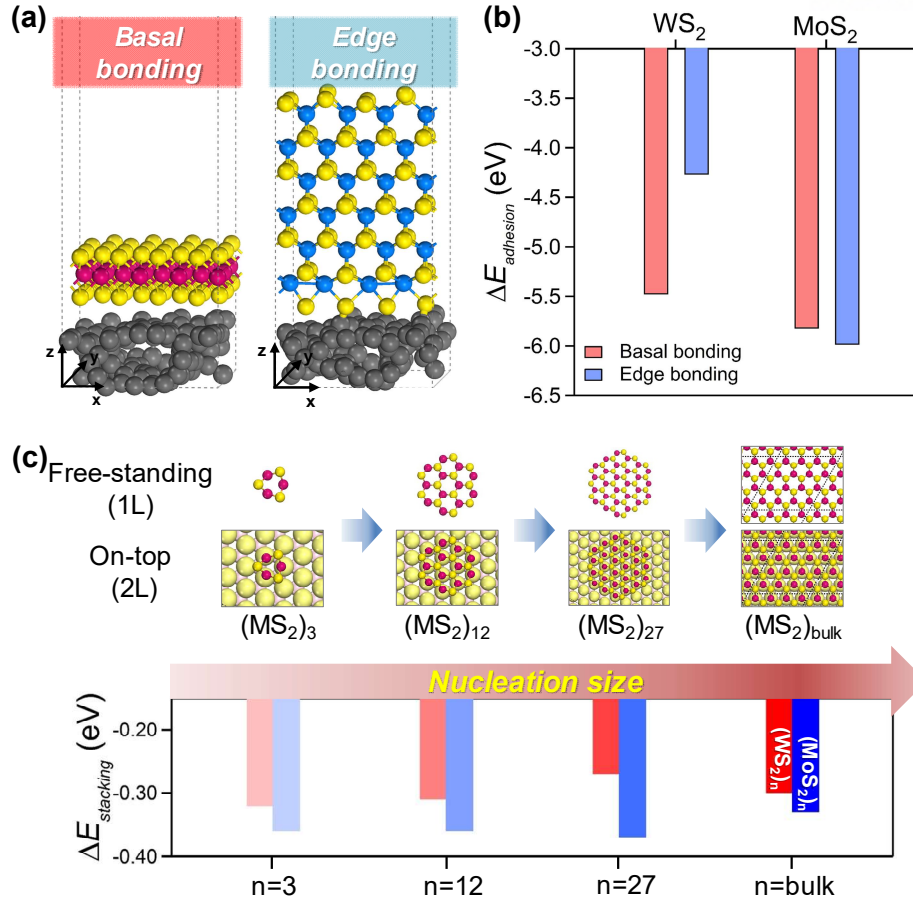 (a)
Basal
bonding
Edge
bonding
z
y
x
z
y
x
(b)
WS₂
MoS₂
-3.0
-3.5
-4.0
-4.5
-5.0
-5.5
-6.0
-6.5
ΔE_adhesion (eV)
Basal bonding
Edge bonding
(c)
Free-standing
(1L)
On-top
(2L)
(MS₂)₃
(MS₂)₁₂
(MS₂)₂₇
(MS₂)bulk
Nucleation size
ΔE_stacking (eV)
-0.20
-0.30
-0.40
(WS₂)ₙ
(MoS₂)ₙ
n=3
n=12
n=27
n=bulk